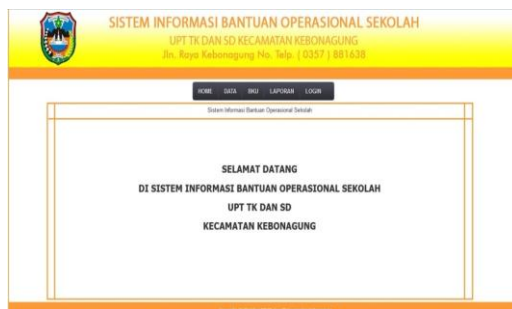 SISTEM INFORMASI BANTUAN OPERASIONAL SEKOLAH
UPT TK DAN SD KECAMATAN KEBONAGUNG
Jln. Raya Kebonagung No. Telp. ( 0357 ) 881638
HOME DATA BKU LAPORAN LOGIN
Sistem Informasi Bantuan Operasional Sekolah
SELAMAT DATANG
DI SISTEM INFORMASI BANTUAN OPERASIONAL SEKOLAH
UPT TK DAN SD
KECAMATAN KEBONAGUNG